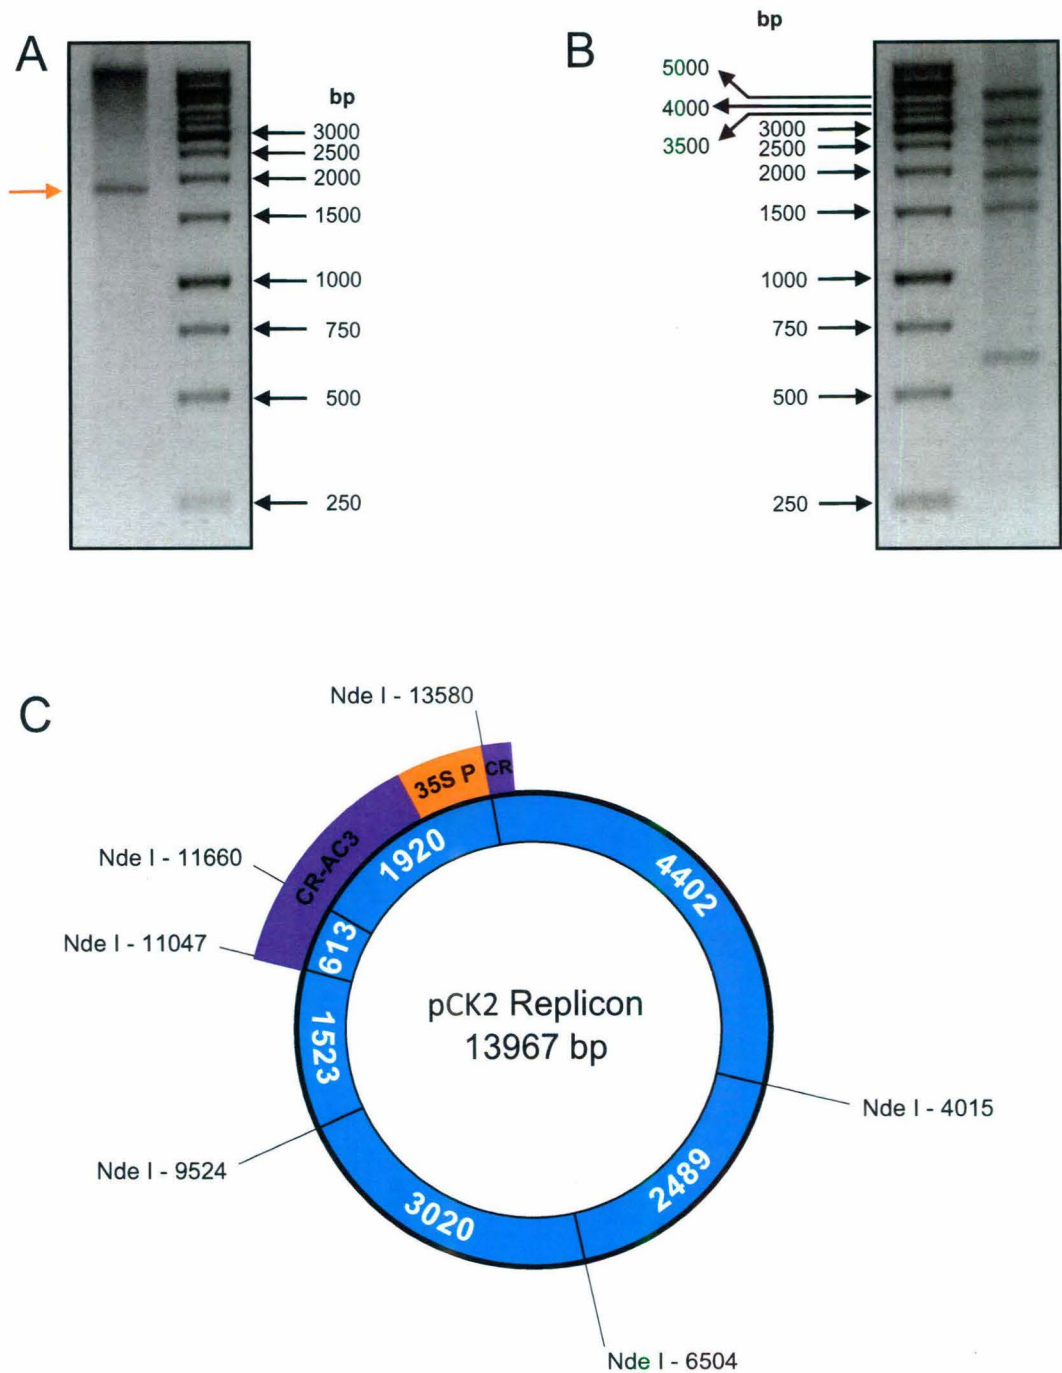 A
bp
3000
2500
2000
1500
1000
750
500
250
B
bp
5000
4000
3500
3000
2500
2000
1500
1000
750
500
250
C
Nde I - 13580
35S P
CR
CR-AC3
Nde I - 11660
Nde I - 11047
1920
4402
613
1523
pCK2 Replicon
13967 bp
Nde I - 4015
Nde I - 9524
2489
3020
Nde I - 6504